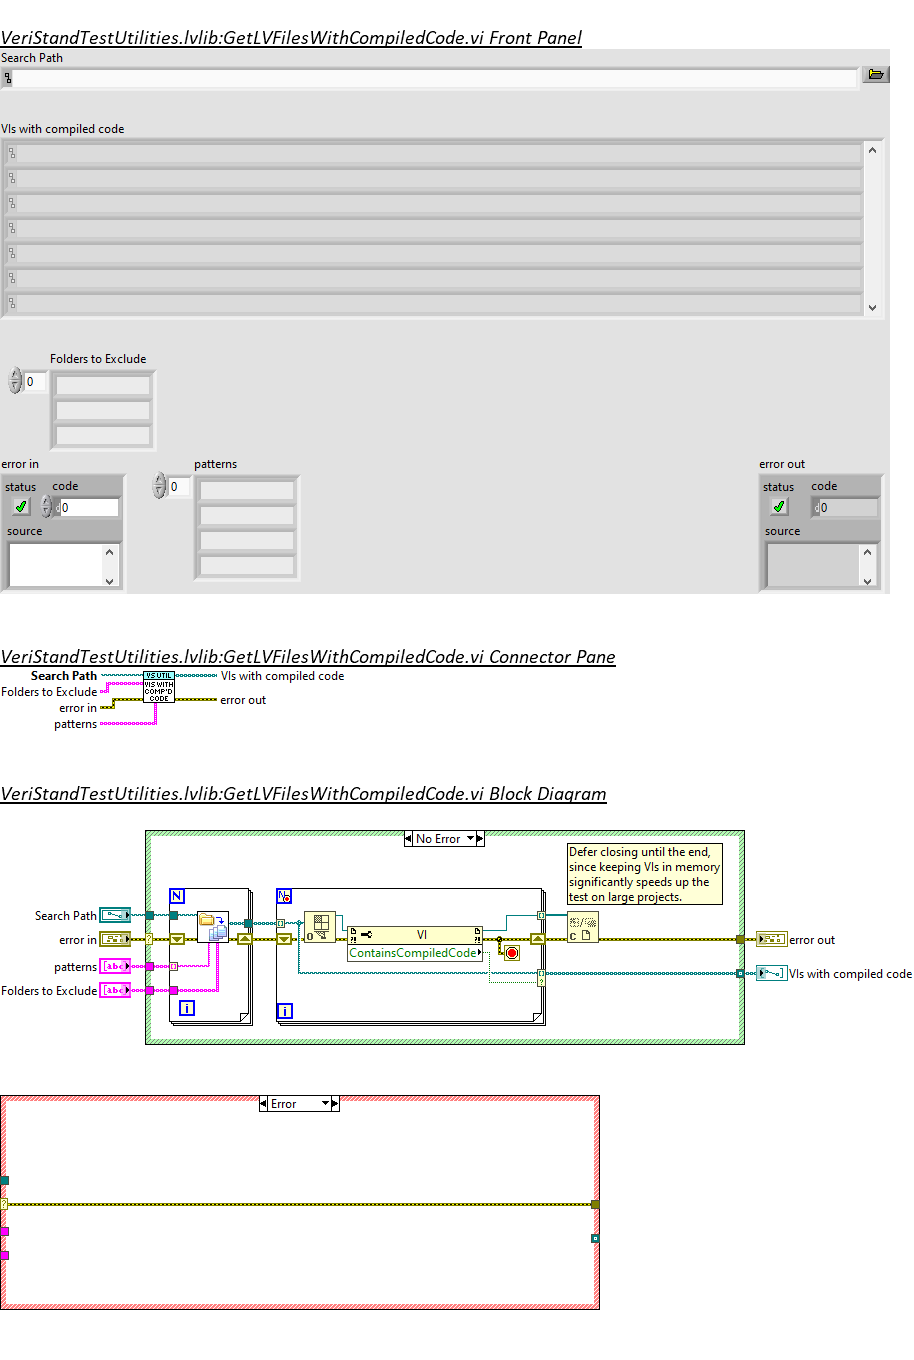 VeriStandTestUtilities.lvlib:GetLVFilesWithCompiledCode.vi Front Panel
Search Path
VIs with compiled code
Folders to Exclude
0
error in
patterns
error out
status code
0
status code
0
0
source
source
VeriStandTestUtilities.lvlib:GetLVFilesWithCompiledCode.vi Connector Pane
Search Path
VS UTIL
VIs with compiled code
Folders to Exclude
VIS WITH
COMP'D
CODE
error in
error out
patterns
VeriStandTestUtilities.lvlib:GetLVFilesWithCompiledCode.vi Block Diagram
No Error
Defer closing until the end,
since keeping VIs in memory
significantly speeds up the
test on large projects.
N
N
Search Path
error in
?
VI
error out
ContainsCompiledCode
patterns
abc
VIs with compiled code
?
Folders to Exclude
abc
i
i
Error
?